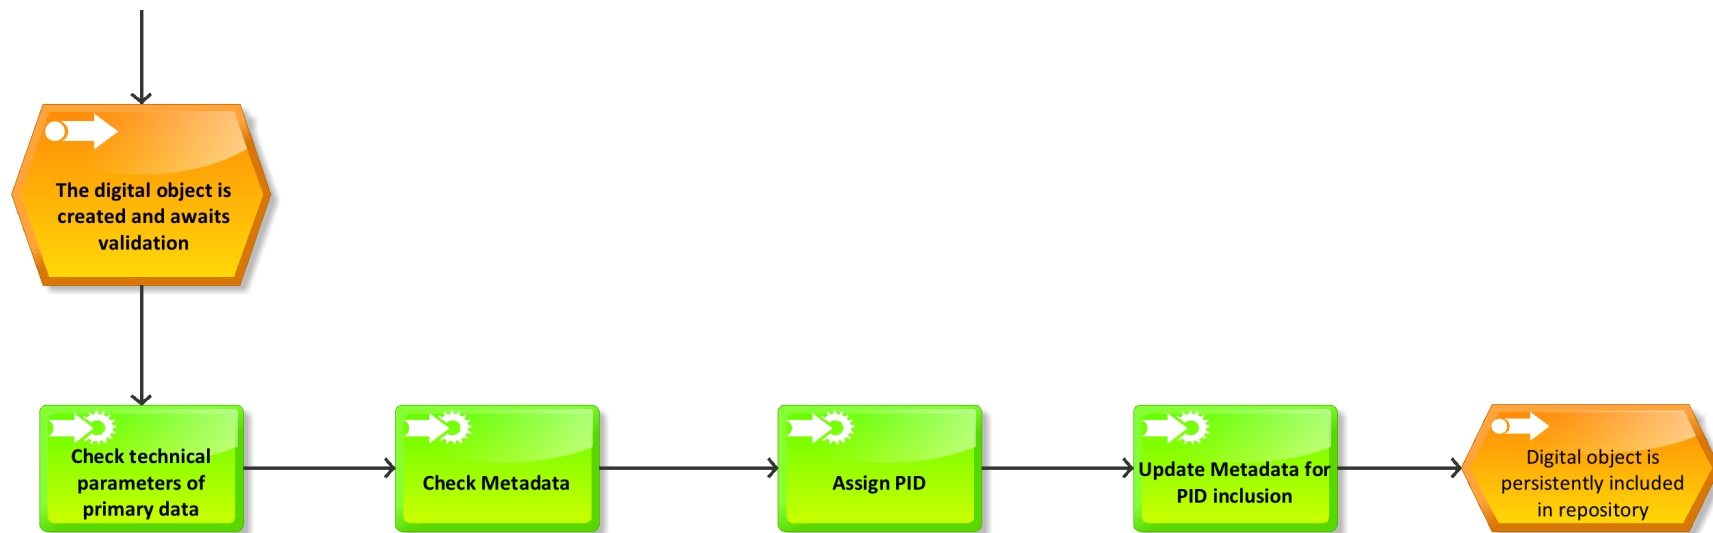 The digital object is
created and awaits
validation
Check technical
parameters of
primary data
Check Metadata
Assign PID
Update Metadata for
PID inclusion
Digital object is
persistently included
in repository